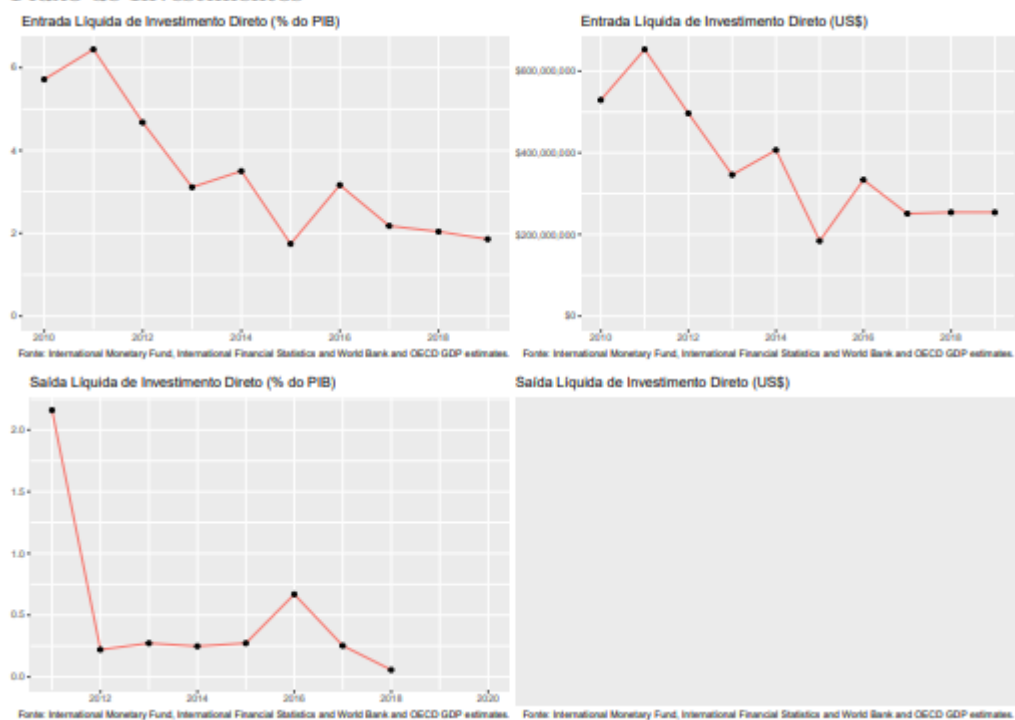 Entrada Líquida de Investimento Direto (% do PIB)
6
4
2
0
2010 2012 2014 2016 2018
Fonte: International Monetary Fund, International Financial Statistics and World Bank and OECD GDP estimates.
Entrada Líquida de Investimento Direto (US$)
$600,000,000
$400,000,000
$200,000,000
$0
2010 2012 2014 2016 2018
Fonte: International Monetary Fund, International Financial Statistics and World Bank and OECD GDP estimates.
Saída Líquida de Investimento Direto (% do PIB)
2.0
1.5
1.0
0.5
0.0
2012 2014 2016 2018 2020
Fonte: International Monetary Fund, International Financial Statistics and World Bank and OECD GDP estimates.
Saída Líquida de Investimento Direto (US$)
Fonte: International Monetary Fund, International Financial Statistics and World Bank and OECD GDP estimates.